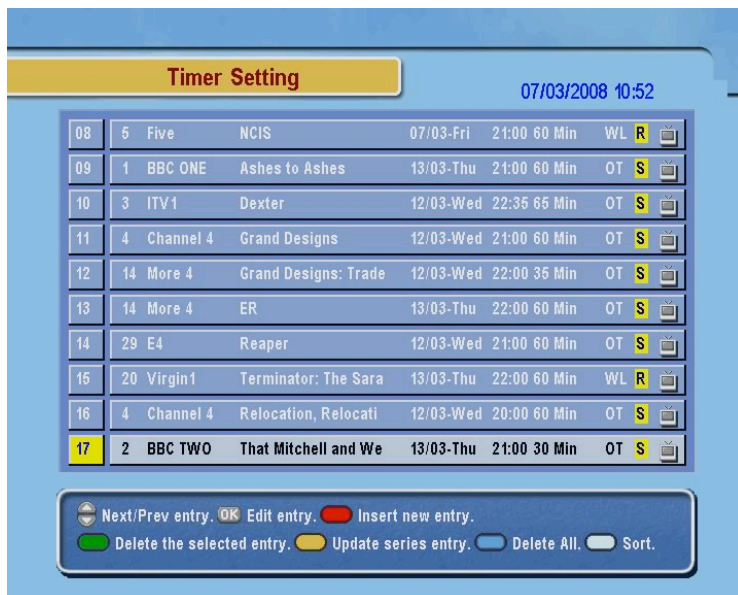 Timer Setting
07/03/2008 10:52
08 5 Five NCIS 07/03-Fri 21:00 60 Min WL R
09 1 BBC ONE Ashes to Ashes 13/03-Thu 21:00 60 Min OT S
10 3 ITV1 Dexter 12/03-Wed 22:35 65 Min OT S
11 4 Channel 4 Grand Designs 12/03-Wed 21:00 60 Min OT S
12 14 More 4 Grand Designs: Trade 12/03-Wed 22:00 35 Min OT S
13 14 More 4 ER 13/03-Thu 22:00 60 Min OT S
14 29 E4 Reaper 12/03-Wed 21:00 60 Min OT S
15 20 Virgin1 Terminator: The Sara 13/03-Thu 22:00 60 Min WL R
16 4 Channel 4 Relocation, Relocati 12/03-Wed 20:00 60 Min OT S
17 2 BBC TWO That Mitchell and We 13/03-Thu 21:00 30 Min OT S
Next/Prev entry. OK Edit entry. Insert new entry.
Delete the selected entry. Update series entry. Delete All. Sort.